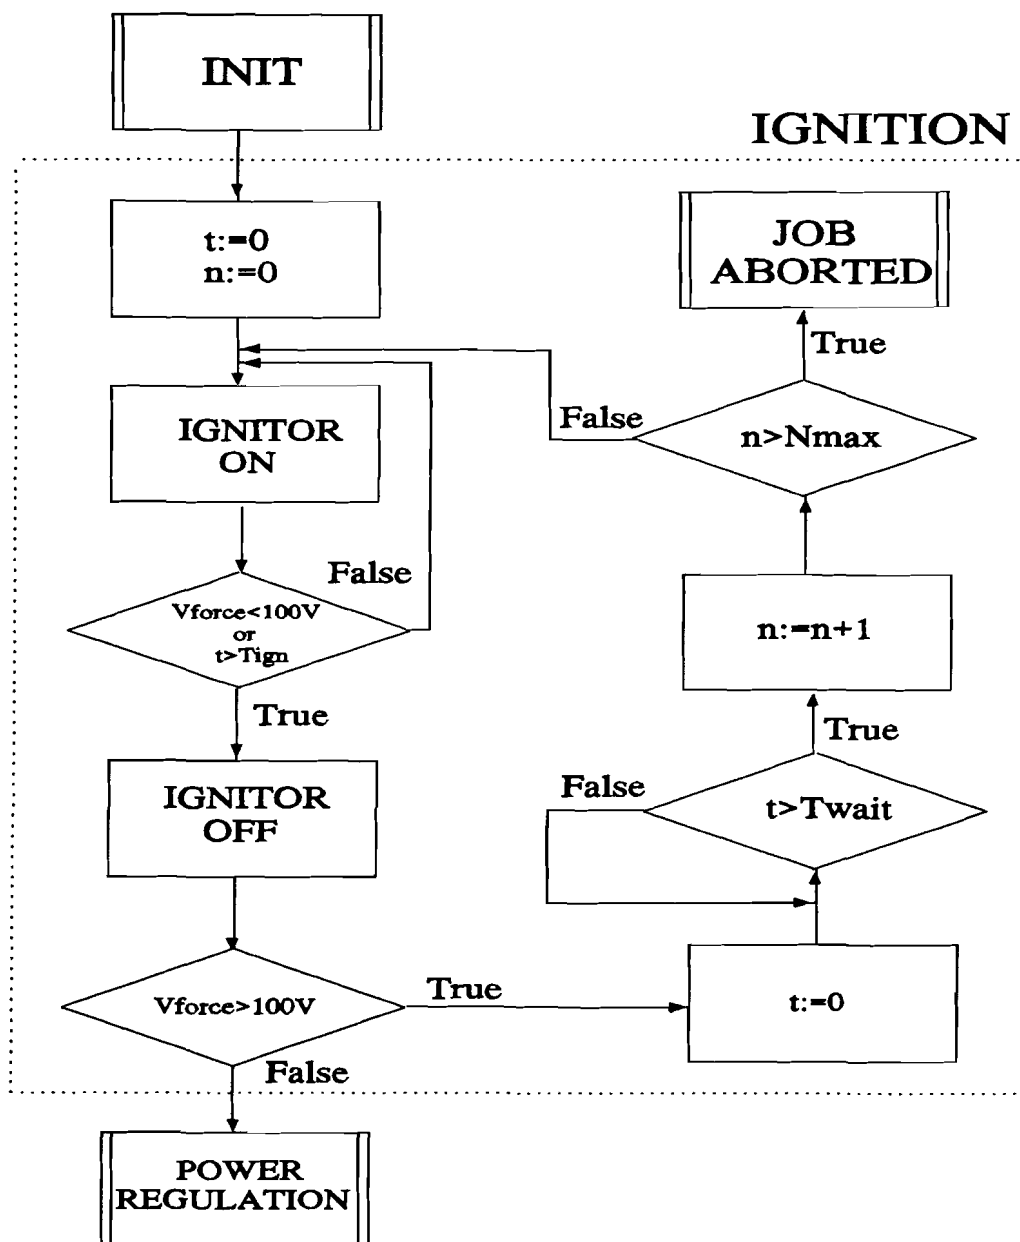 INIT
IGNITION
t:=0
n:=0
JOB
ABORTED
True
False
n>Nmax
IGNITOR
ON
False
Vforce<100V
or
t>Tign
n:=n+1
True
True
IGNITOR
OFF
False
t>Twait
Vforce>100V
True
t:=0
False
POWER
REGULATION